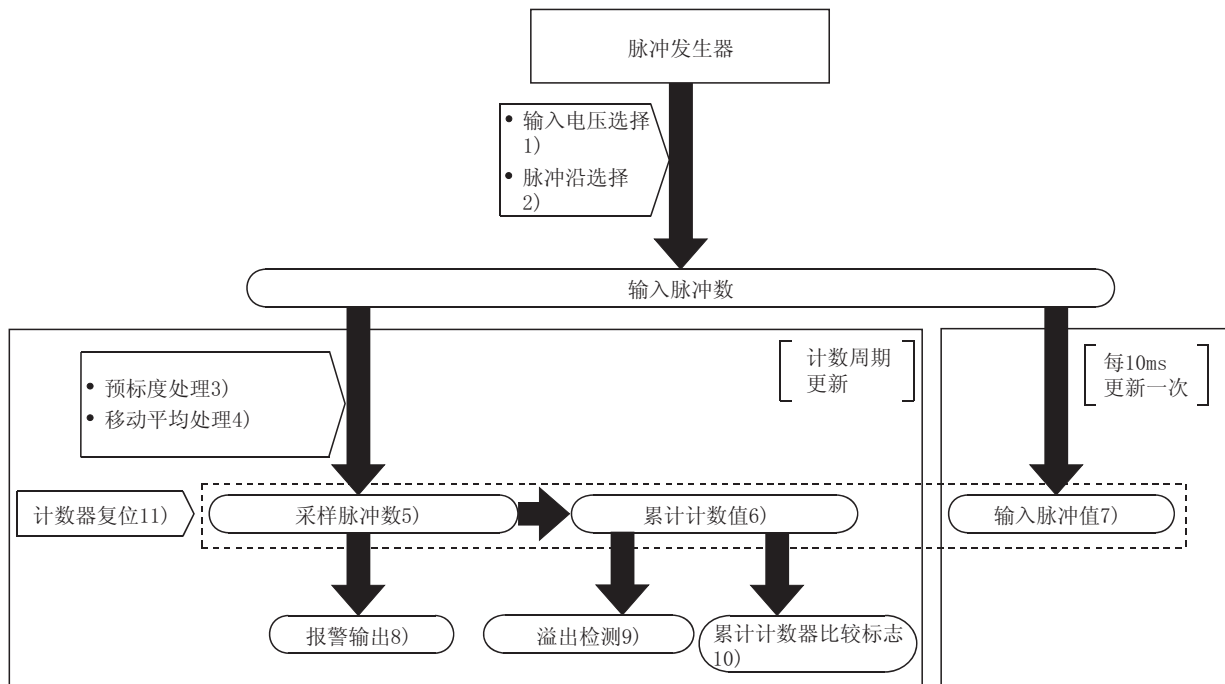 脉冲发生器
• 输入电压选择
1)
• 脉冲沿选择
2)
输入脉冲数
计数周期
更新
每10ms
更新一次
• 预标度处理3)
• 移动平均处理4)
计数器复位11)
采样脉冲数5)
累计计数值6)
输入脉冲值7)
报警输出8)
溢出检测9)
累计计数器比较标志
10)